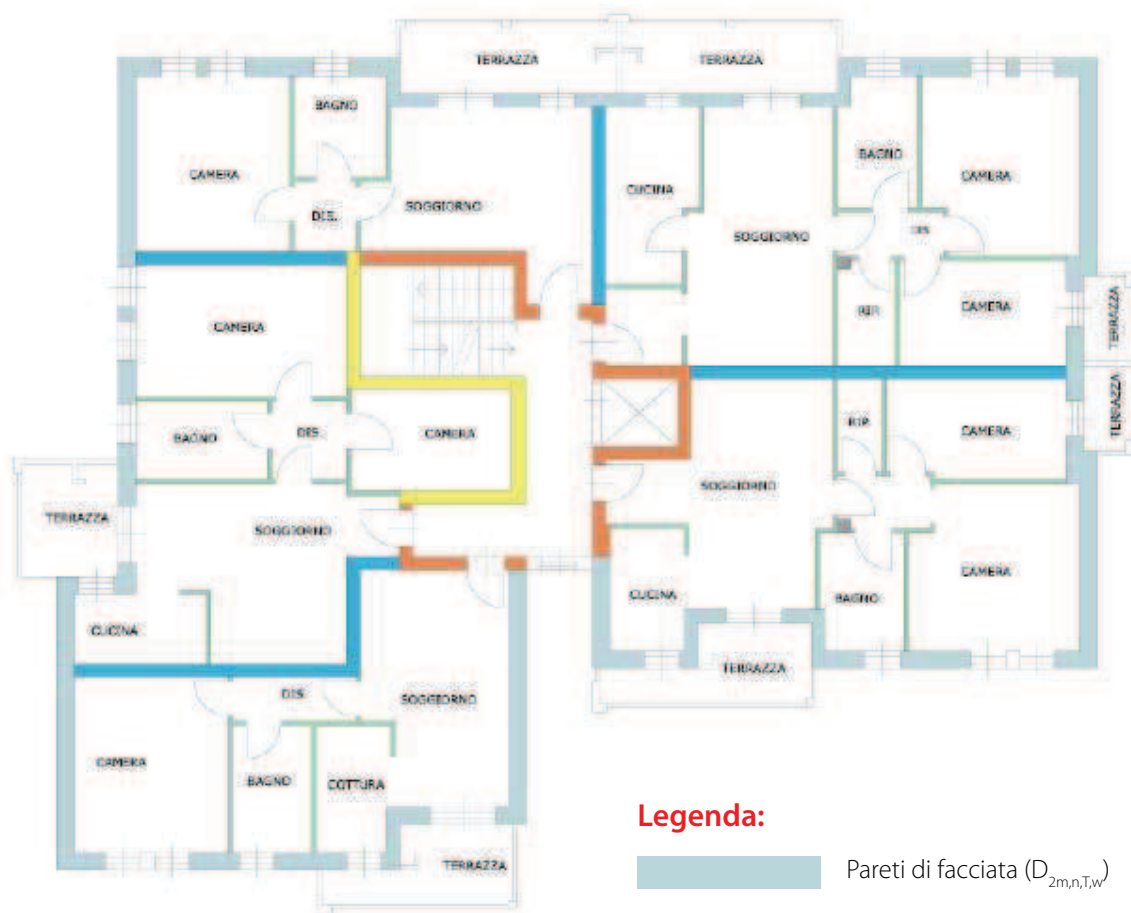 TERRAZZA TERRAZZA
BAGNO
CAMERA
DIS.
SOGGIORNO
CUCINA
SOGGIORNO
BAGNO
CAMERA
DIS
CAMERA
RIP
CAMERA
TERRAZZA
TERRAZZA
BAGNO
DIS.
CAMERA
RIP.
CAMERA
SOGGIORNO
TERRAZZA
SOGGIORNO
CUCINA
CUCINA
BAGNO
CAMERA
TERRAZZA
DIS
SOGGIORNO
CAMERA
BAGNO
COTTURA
TERRAZZA
Legenda:
Pareti di facciata (D2m,n,T,w)